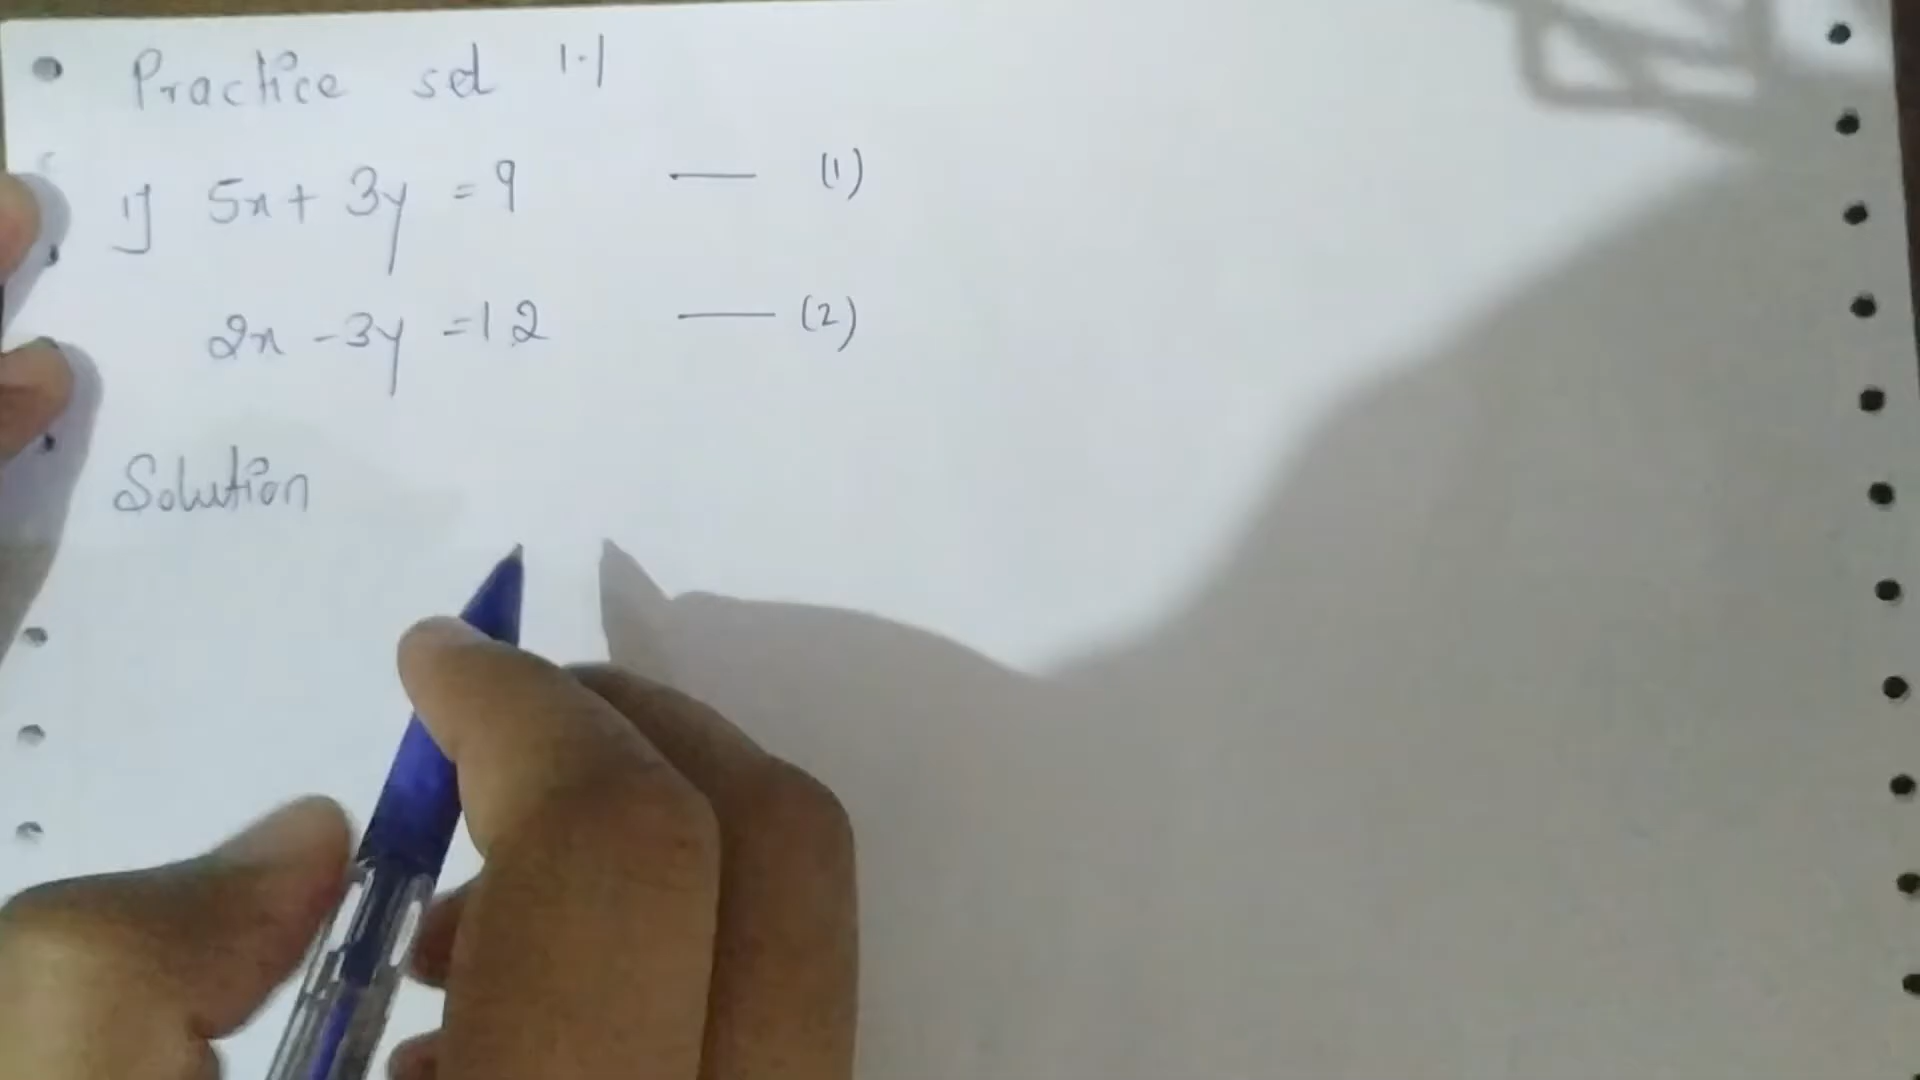 Practice set 1.1
1] 5x + 3y = 9 — (1)
2x - 3y = 12 — (2)
Solution